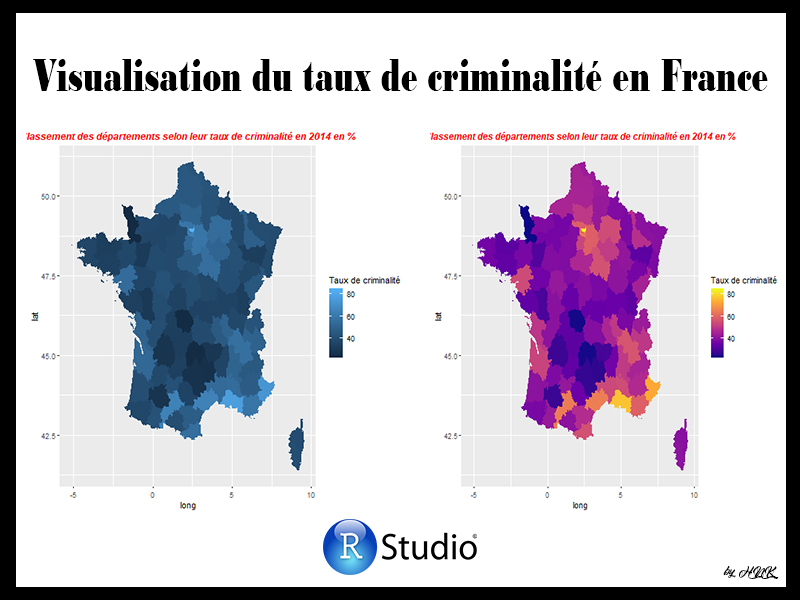 Visualisation du taux de criminalité en France
lassement des départements selon leur taux de criminalité en 2014 en %
50.0
47.5
45.0
42.5
lat
-5
0
5
10
long
Taux de criminalité
80
60
40
lassement des départements selon leur taux de criminalité en 2014 en %
50.0
47.5
45.0
42.5
lat
-5
0
5
10
long
Taux de criminalité
80
60
40
R Studio
by HNK